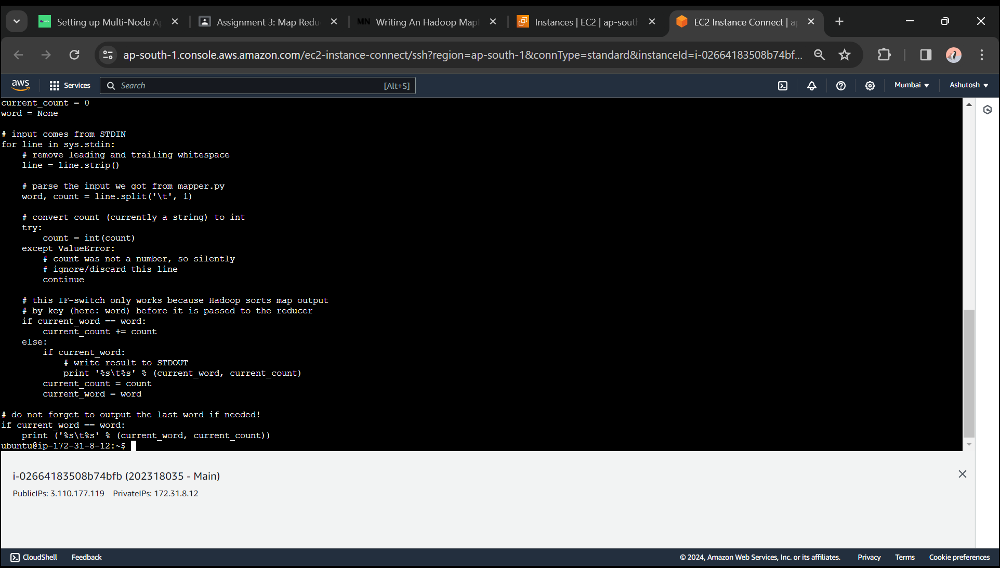 Setting up Multi-Node Ap
Assignment 3: Map Redu
MN Writing An Hadoop Map
Instances | EC2 | ap-sout
EC2 Instance Connect | a
ap-south-1.console.aws.amazon.com/ec2-instance-connect/ssh?region=ap-south-1&connType=standard&instanceId=i-02664183508b74bf...
aws
Services
Search
[Alt+S]
Mumbai
Ashutosh
current_count = 0
word = None
# input comes from STDIN
for line in sys.stdin:
    # remove leading and trailing whitespace
    line = line.strip()
    # parse the input we got from mapper.py
    word, count = line.split('\t', 1)
    # convert count (currently a string) to int
    try:
        count = int(count)
    except ValueError:
        # count was not a number, so silently
        # ignore/discard this line
        continue
    # this IF-switch only works because Hadoop sorts map output
    # by key (here: word) before it is passed to the reducer
    if current_word == word:
        current_count += count
    else:
        if current_word:
            # write result to STDOUT
            print '%s\t%s' % (current_word, current_count)
        current_count = count
        current_word = word
# do not forget to output the last word if needed!
if current_word == word:
    print ('%s\t%s' % (current_word, current_count))
ubuntu@ip-172-31-8-12:~$
i-02664183508b74bfb (202318035 - Main)
PublicIPs: 3.110.177.119 PrivateIPs: 172.31.8.12
CloudShell
Feedback
© 2024, Amazon Web Services, Inc. or its affiliates.
Privacy
Terms
Cookie preferences